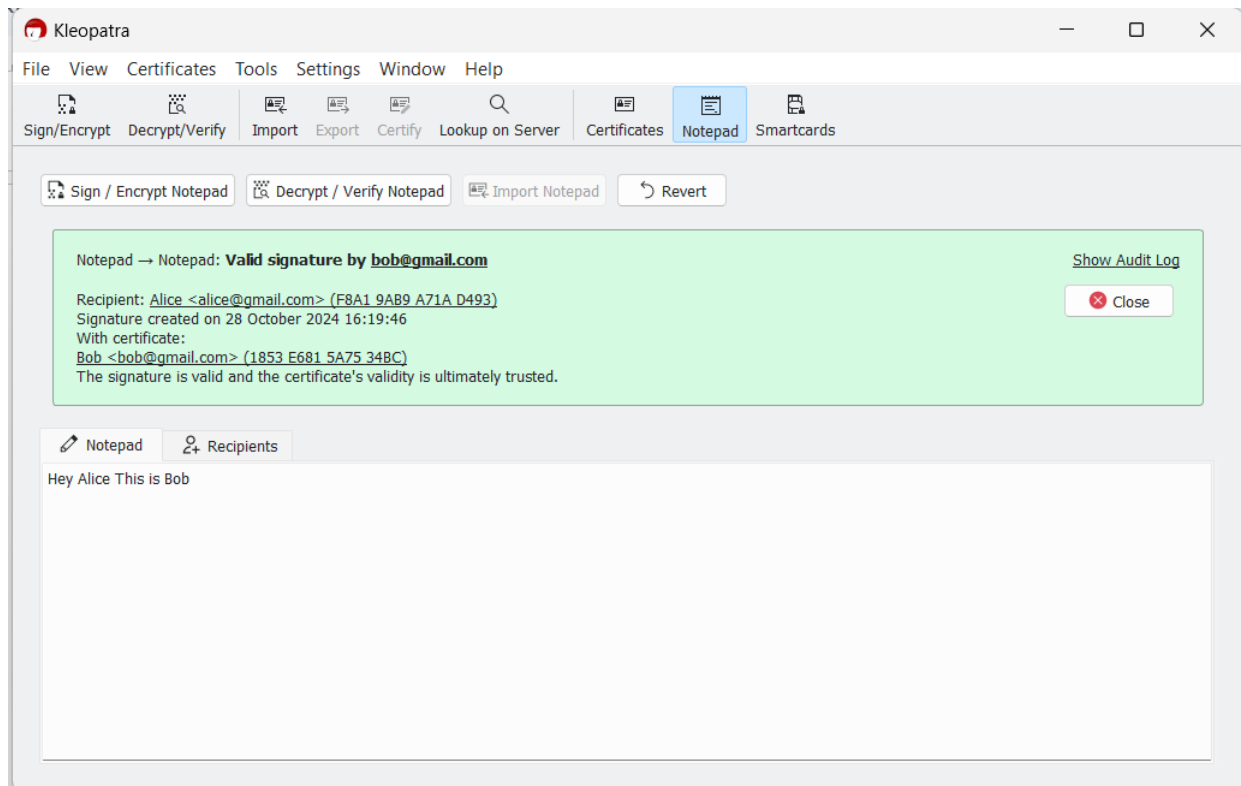 Kleopatra
File View Certificates Tools Settings Window Help
Sign/Encrypt Decrypt/Verify Import Export Certify Lookup on Server Certificates Notepad Smartcards
Sign / Encrypt Notepad Decrypt / Verify Notepad Import Notepad Revert
Notepad → Notepad: Valid signature by bob@gmail.com Show Audit Log
Recipient: Alice <alice@gmail.com> (F8A1 9AB9 A71A D493) Close
Signature created on 28 October 2024 16:19:46
With certificate:
Bob <bob@gmail.com> (1853 E681 5A75 34BC)
The signature is valid and the certificate's validity is ultimately trusted.
Notepad Recipients
Hey Alice This is Bob